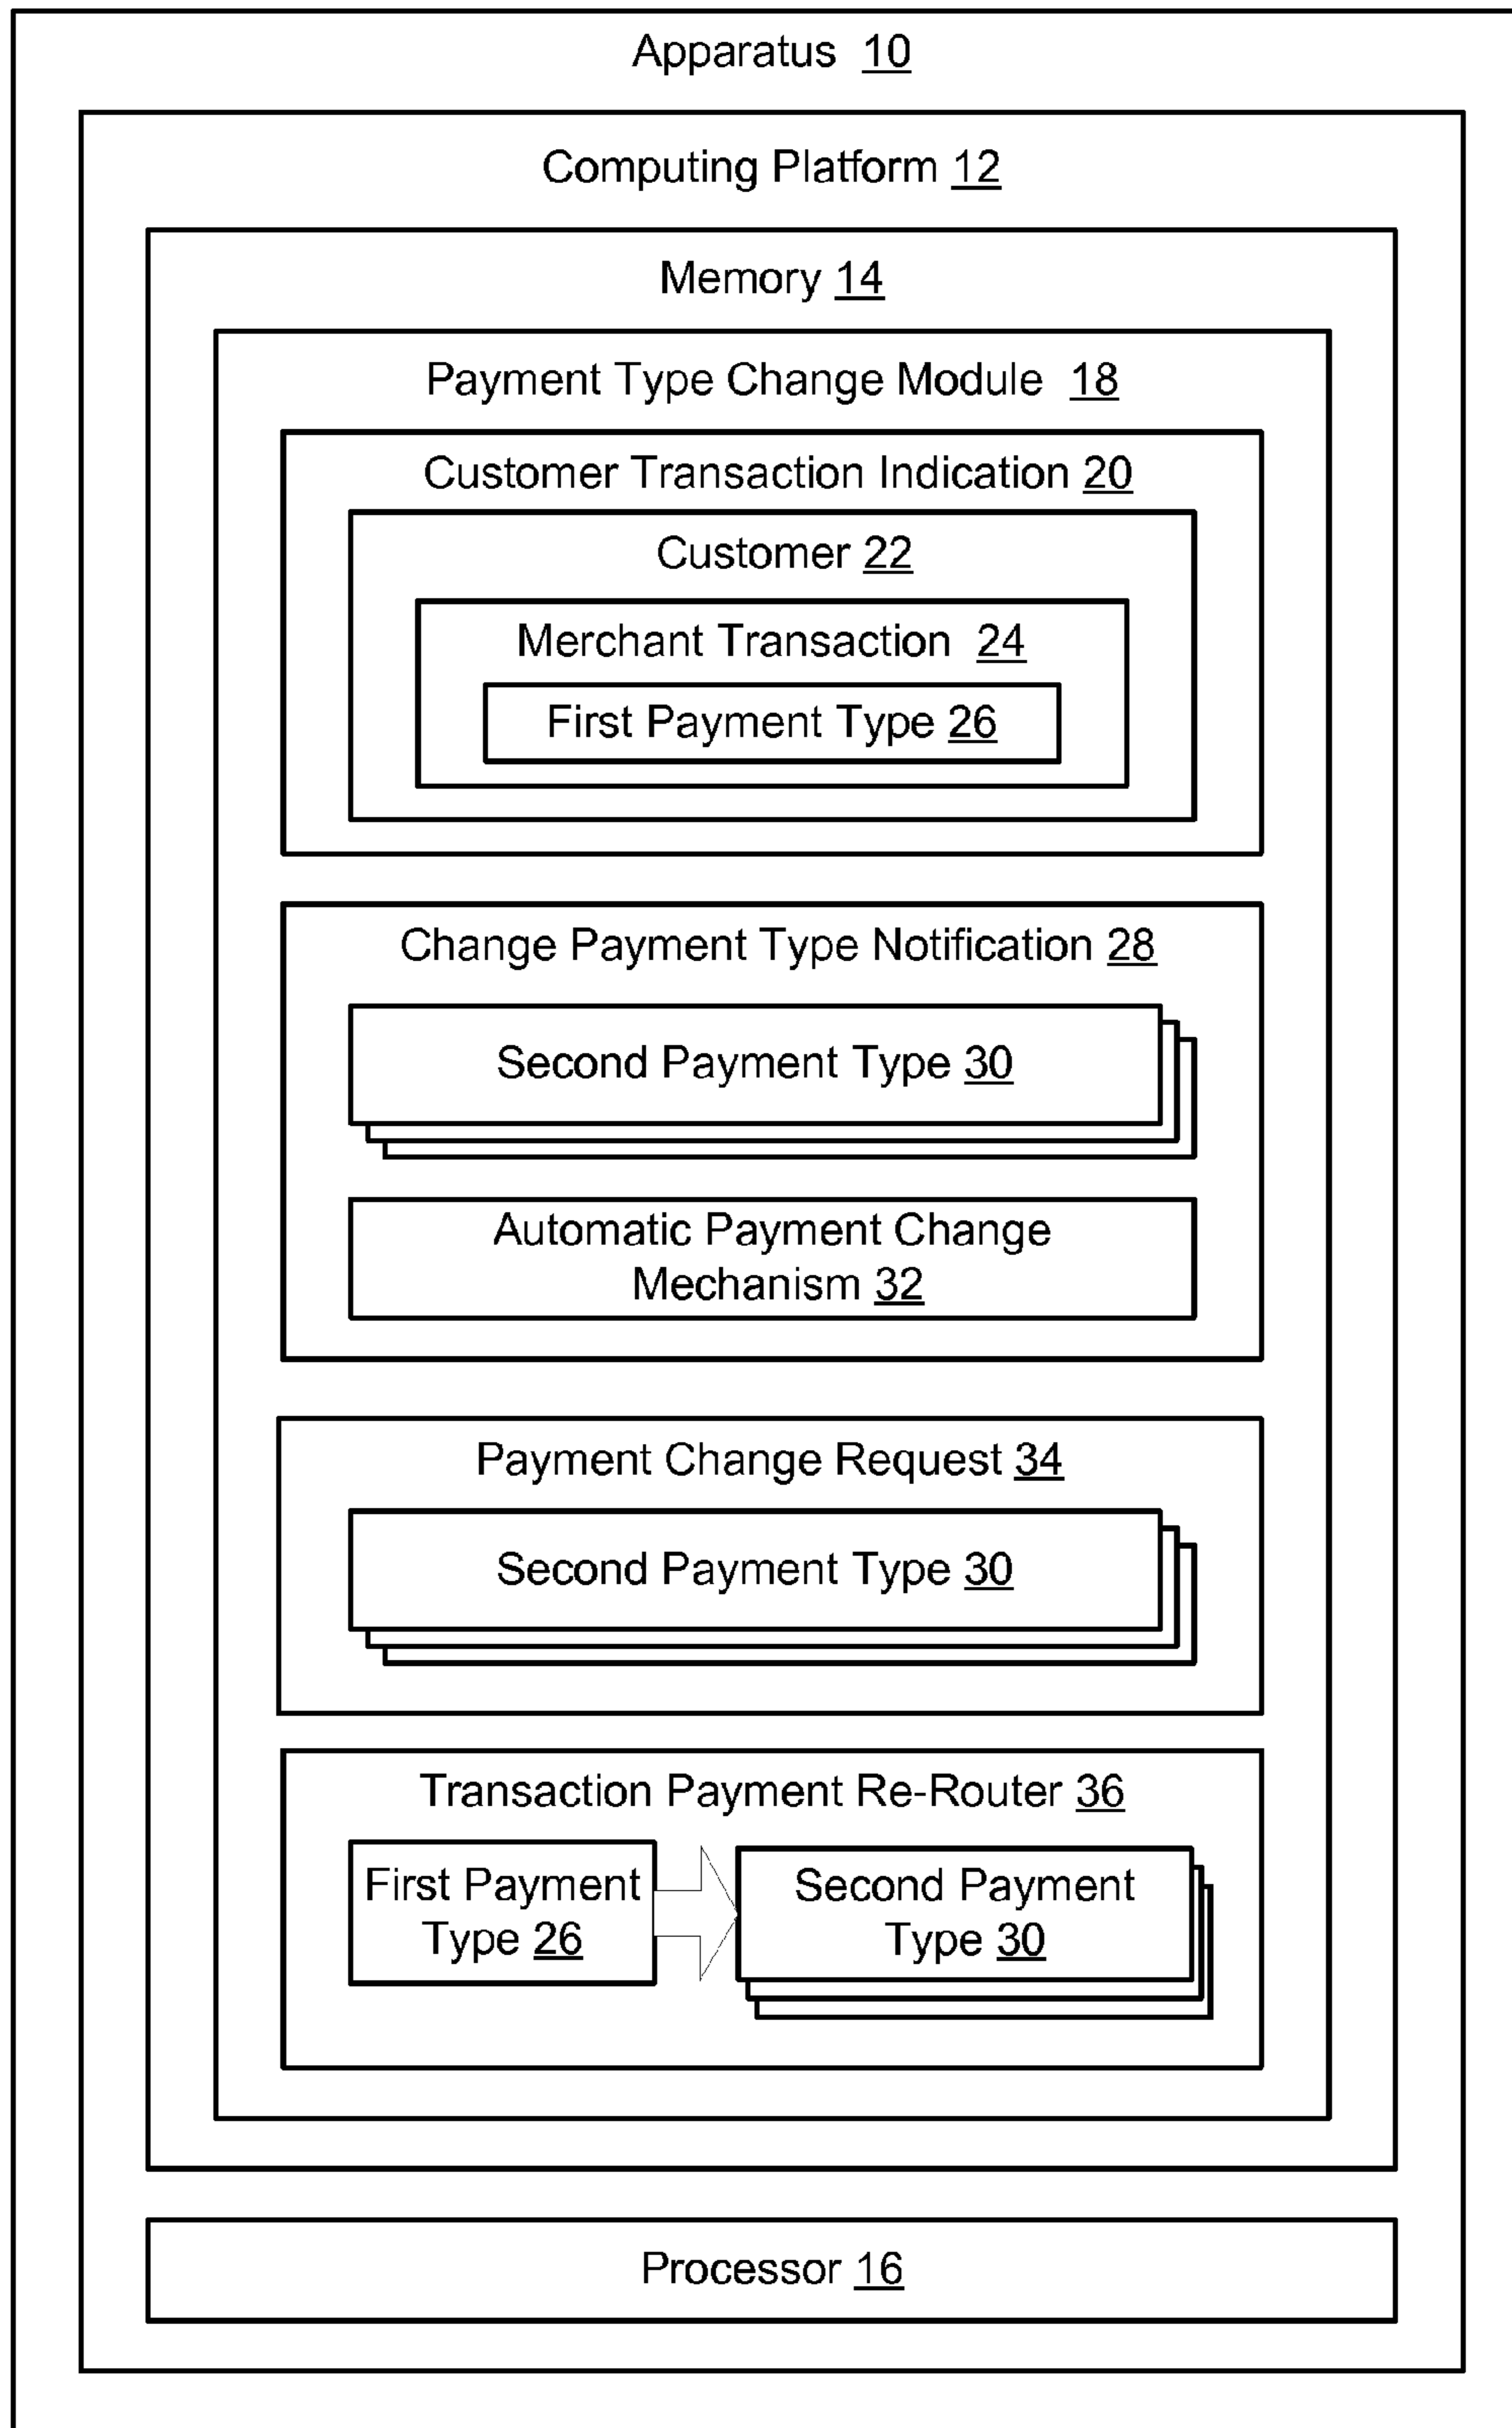 Apparatus 10
Computing Platform 12
Memory 14
Payment Type Change Module 18
Customer Transaction Indication 20
Customer 22
Merchant Transaction 24
First Payment Type 26
Change Payment Type Notification 28
Second Payment Type 30
Automatic Payment Change
Mechanism 32
Payment Change Request 34
Second Payment Type 30
Transaction Payment Re-Router 36
First Payment
Type 26
Second Payment
Type 30
Processor 16